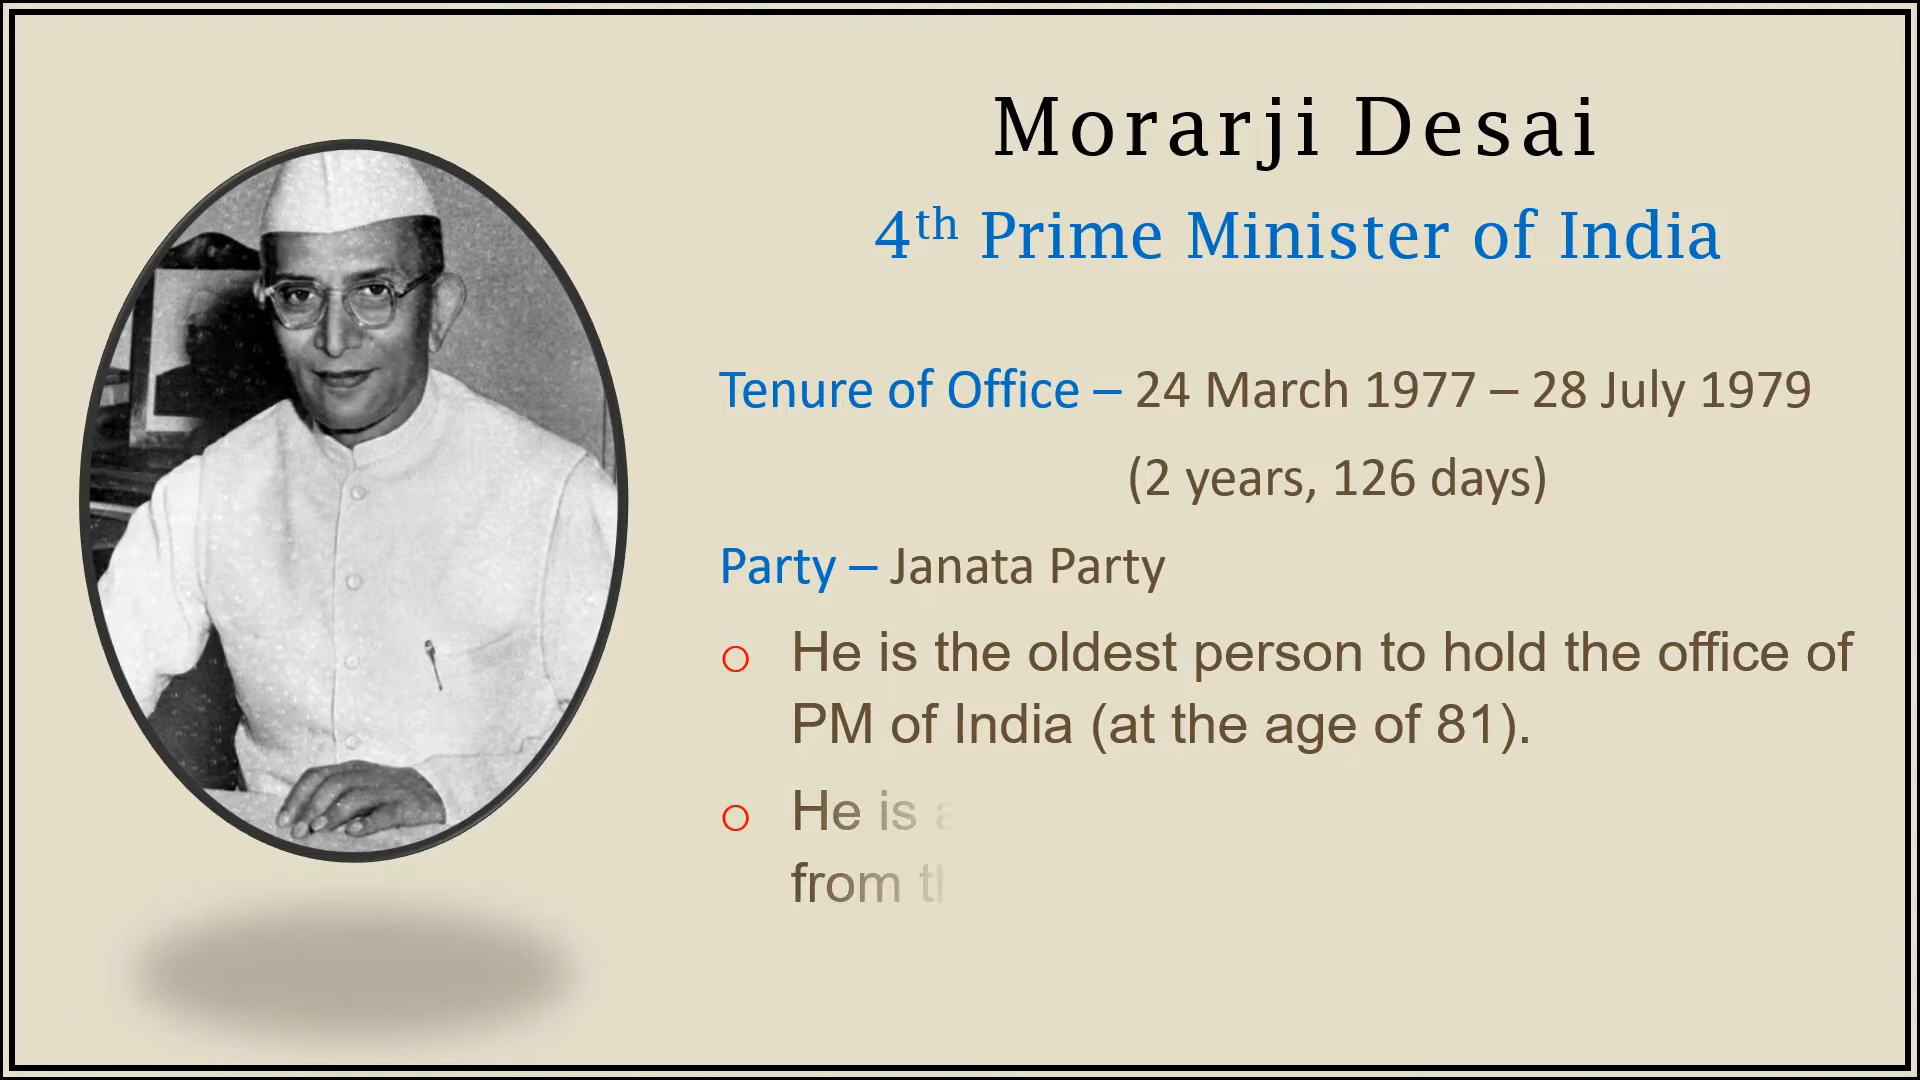 Morarji Desai
4th Prime Minister of India
Tenure of Office – 24 March 1977 – 28 July 1979
(2 years, 126 days)
Party – Janata Party
○ He is the oldest person to hold the office of
PM of India (at the age of 81).
○ He is
from